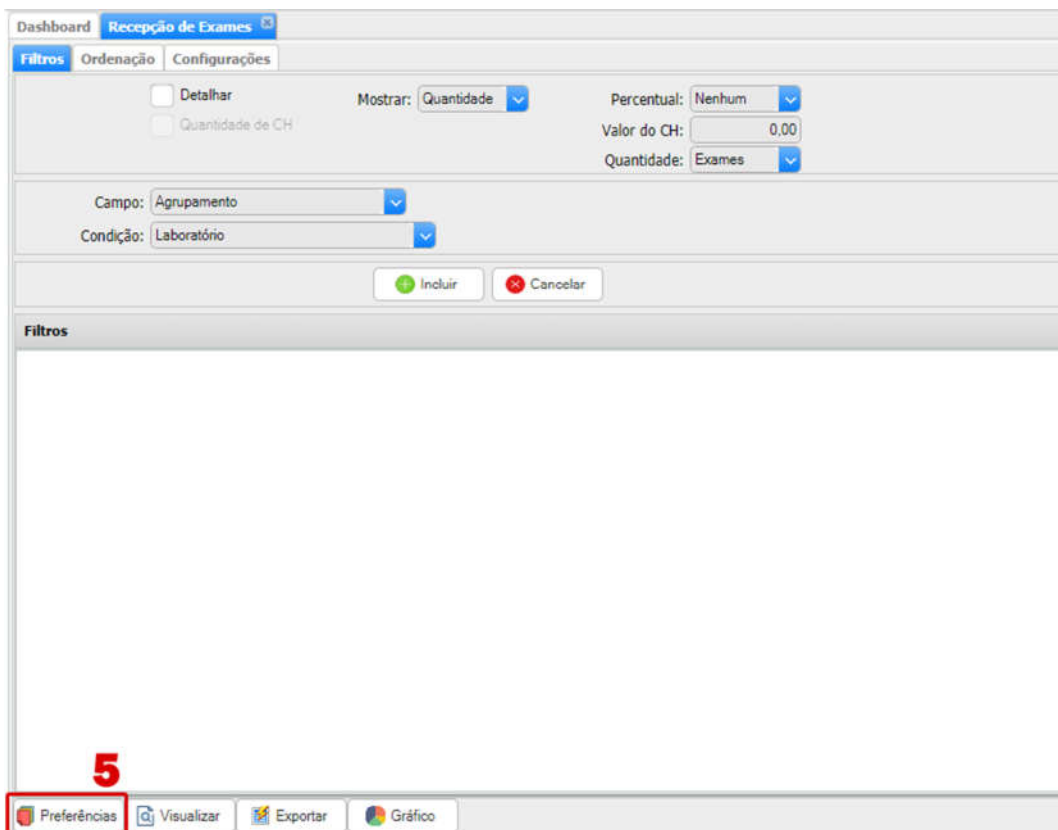 Dashboard Recepção de Exames
Filtros Ordenação Configurações
Detalhar Mostrar: Quantidade Percentual: Nenhum
Quantidade de CH Valor do CH: 0,00
Quantidade: Exames
Campo: Agrupamento
Condição: Laboratório
Incluir Cancelar
Filtros
5
Preferências Visualizar Exportar Gráfico